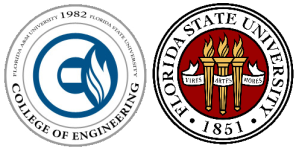 FLORIDA A&M UNIVERSITY 1982 FLORIDA STATE UNIVERSITY
COLLEGE OF ENGINEERING
FLORIDA STATE UNIVERSITY
VIRES ARTES MORES
1851